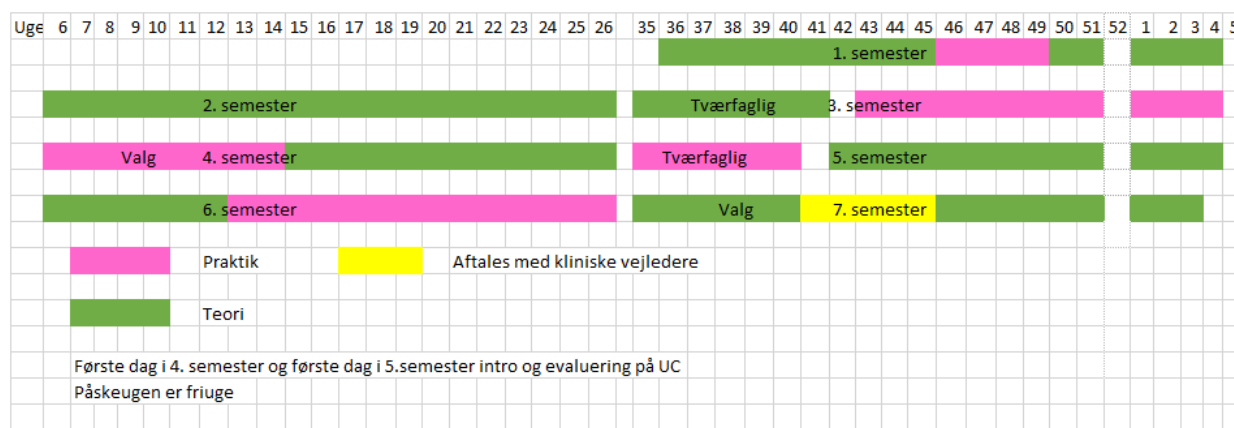 Uge 6 7 8 9 10 11 12 13 14 15 16 17 18 19 20 21 22 23 24 25 26 35 36 37 38 39 40 41 42 43 44 45 46 47 48 49 50 51 52 1 2 3 4 5
1. semester
2. semester Tværfaglig 3. semester
Valg 4. semester Tværfaglig 5. semester
6. semester Valg 7. semester
Praktik Aftales med kliniske vejledere
Teori
Første dag i 4. semester og første dag i 5.semester intro og evaluering på UC
Påskeugen er friuge